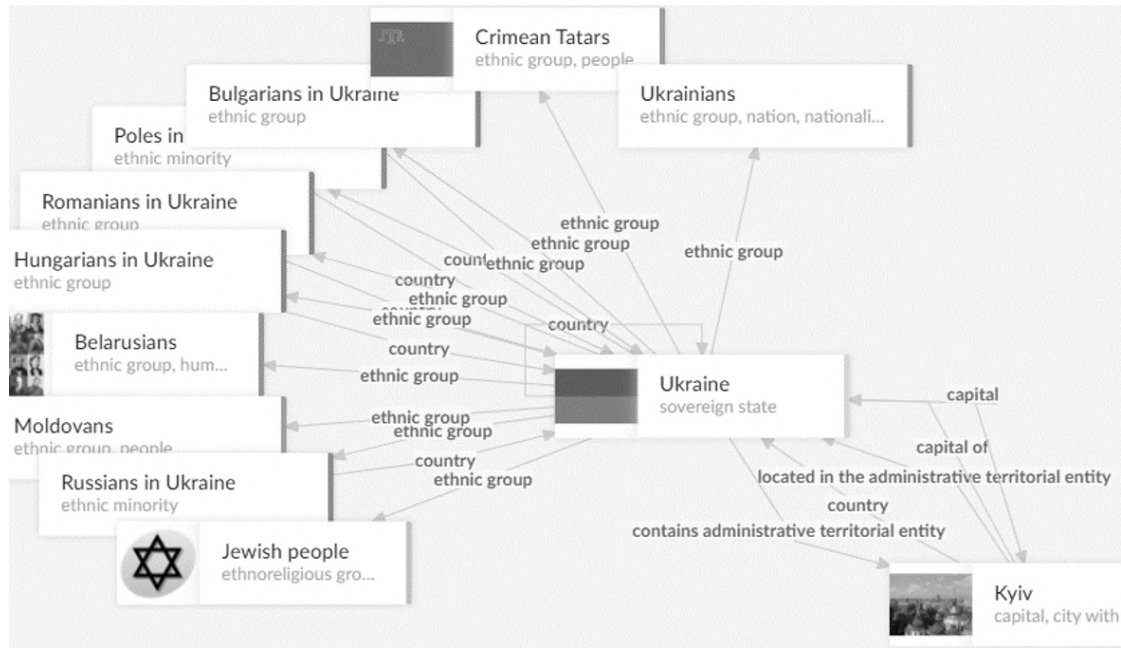 Crimean Tatars
ethnic group, people
Bulgarians in Ukraine
ethnic group
Ukrainians
ethnic group, nation, nationali...
Poles in
ethnic minority
Romanians in Ukraine
ethnic group
Hungarians in Ukraine
ethnic group
Belarusians
ethnic group, hum...
Moldovans
ethnic group, people
Russians in Ukraine
ethnic minority
Jewish people
ethnoreligious gro...
ethnic group
ethnic group
ethnic group
ethnic group
country
ethnic group
ethnic group
country
country
ethnic group
ethnic group
ethnic group
country
ethnic group
Ukraine
sovereign state
capital
capital of
located in the administrative territorial entity
country
contains administrative territorial entity
Kyiv
capital, city with